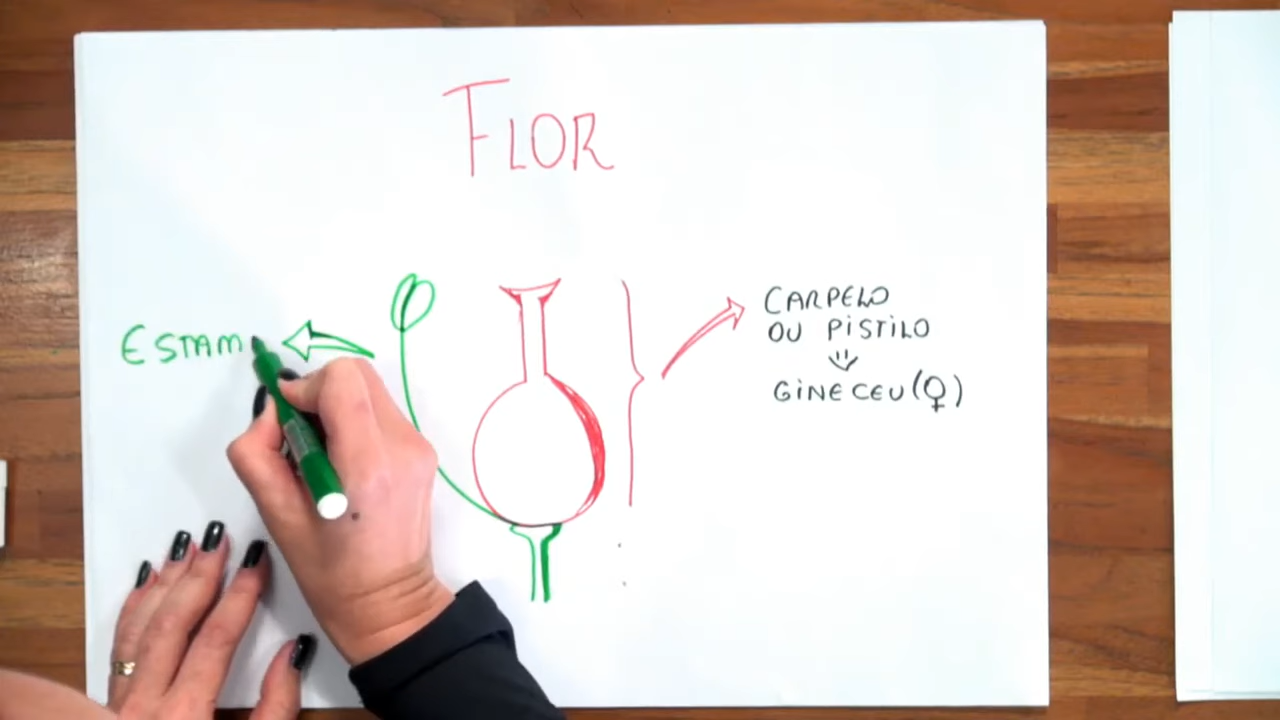 FLOR
ESTAM
CARPELO
OU PISTILO
GINECEU (♀)